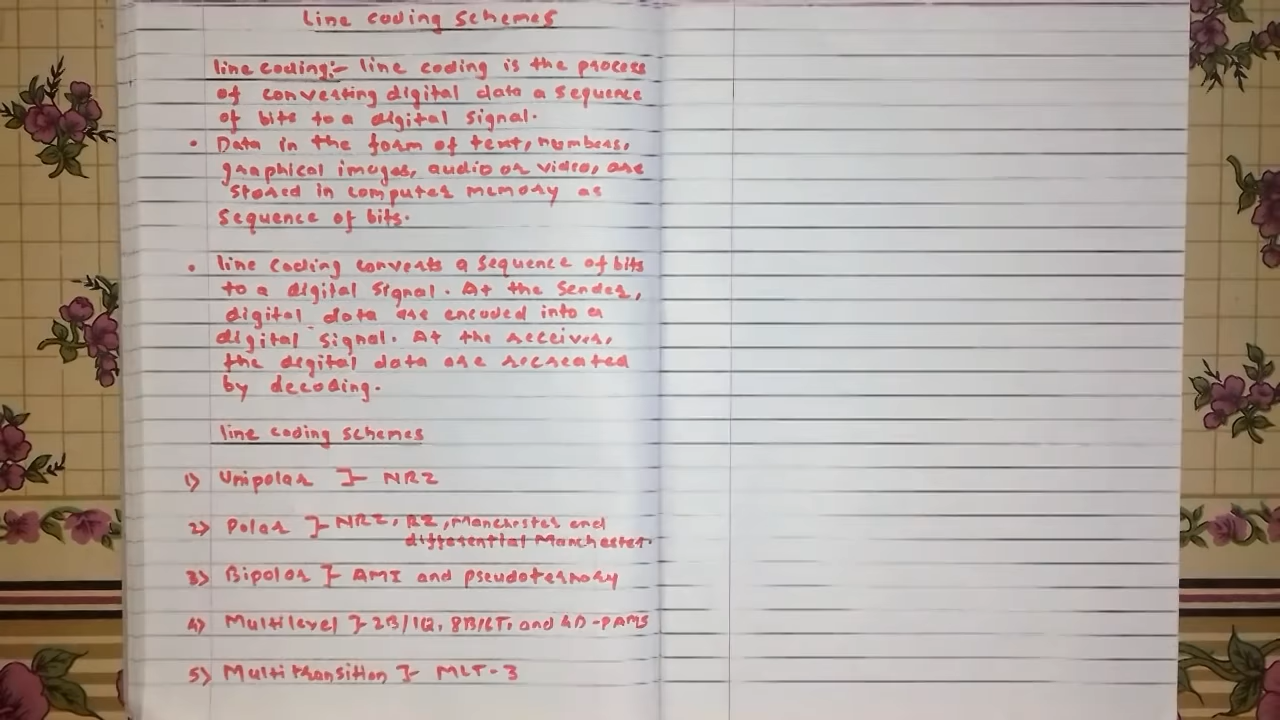 Line coding schemes
line coding:- line coding is the process
of converting digital data a sequence
of bits to a digital signal.
• Data in the form of text, numbers,
graphical images, audio or video, are
stored in computer memory as
sequence of bits.
• line coding converts a sequence of bits
to a digital signal. At the sender,
digital data are encoded into a
digital signal. At the receiver,
the digital data are recreated
by decoding.
line coding schemes
1) Unipolar }- NRZ
2) Polar }- NRZ, RZ, Manchester and
differential Manchester.
3) Bipolar }- AMI and pseudoternary
4) Multilevel }- 2B/1Q, 8B/6T, and 4D-PAM5
5) Multitransition }- MLT-3